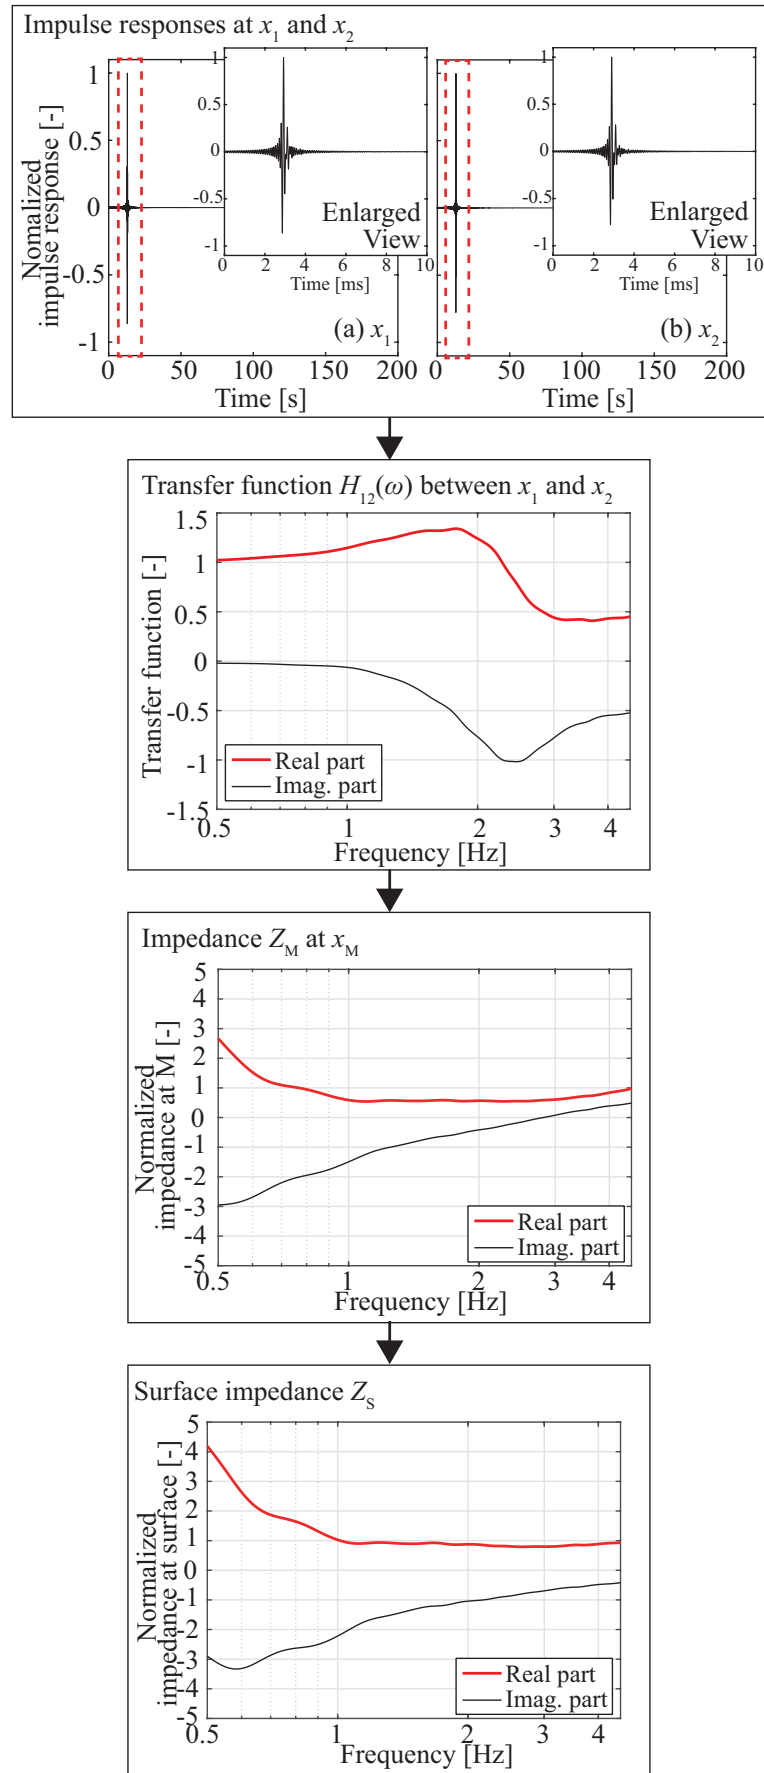 Impulse responses at x1 and x2
Nomalized
impulse response [-]
1
0.5
0
-0.5
-1
0 50 100 150 200
Time [s]
(a) x1
1
0.5
0
-0.5
-1
0 2 4 6 8 10
Time [ms]
Enlarged
View
0 50 100 150 200
Time [s]
(b) x2
1
0.5
0
-0.5
-1
0 2 4 6 8 10
Time [ms]
Enlarged
View
Transfer function H12(ω) between x1 and x2
Transfer function [-]
1.5
1
0.5
0
-0.5
-1
-1.5
Real part
Imag. part
0.5 1 2 3 4
Frequency [Hz]
Impedance ZM at xM
Normalized
impedance at M [-]
5
4
3
2
1
0
-1
-2
-3
-4
-5
Real part
Imag. part
0.5 1 2 3 4
Frequency [Hz]
Surface impedance ZS
Normalized
impedance at surface [-]
5
4
3
2
1
0
-1
-2
-3
-4
-5
Real part
Imag. part
0.5 1 2 3 4
Frequency [Hz]